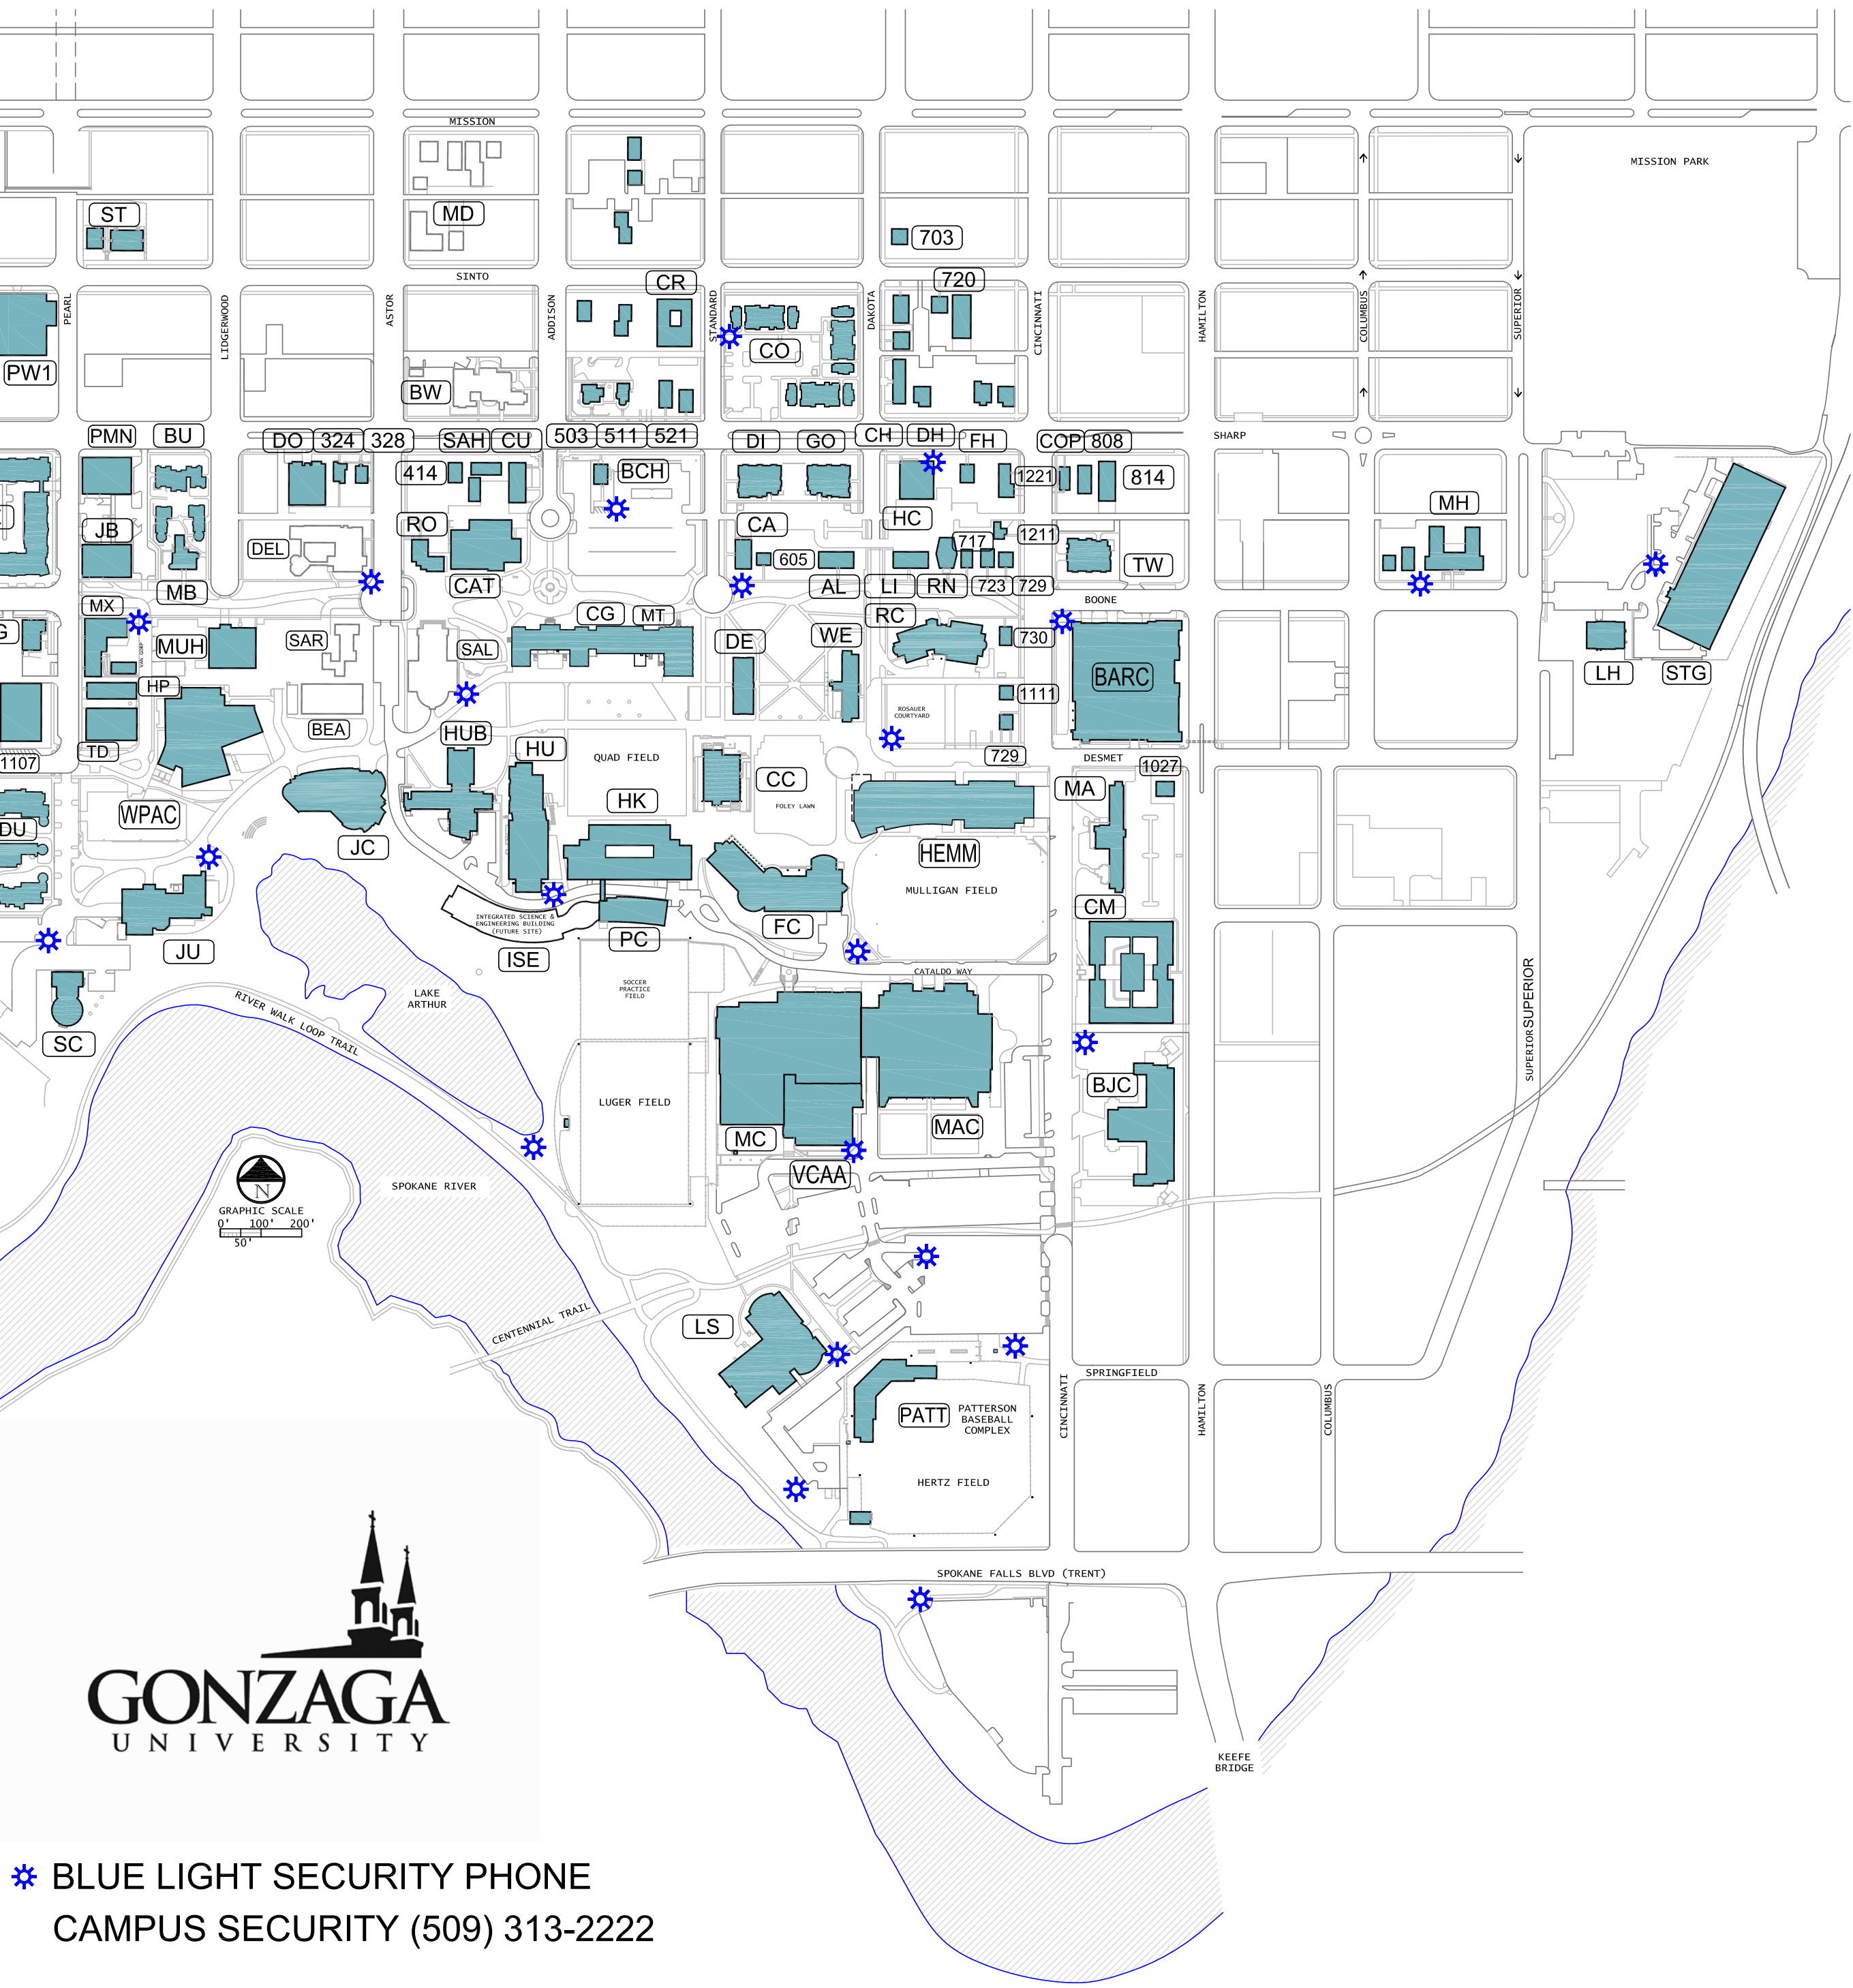 MISSION
MISSION PARK
ST
MD
703
SINTO
CR
720
PEARL
LIDGERWOOD
ASTOR
ADDISON
STANDARD
DAKOTA
CINCINNATI
HAMILTON
COLUMBUS
SUPERIOR
CO
PW1
BW
PMN
BU
DO
324
328
SAH
CU
503
511
521
DI
GO
CH
DH
FH
COP
808
SHARP
414
BCH
1221
814
MH
JB
RO
CA
HC
DEL
717
1211
605
TW
MB
CAT
AL
LI
RN
723
729
BOONE
MX
CG
MT
RC
G
MUH
SAR
SAL
DE
WE
730
VAN GORP
BARC
LH
STG
HP
1111
ROSAUER
COURTYARD
BEA
HUB
TD
1107
HU
QUAD FIELD
729
DESMET
1027
CC
MA
HK
FOLEY LAWN
WPAC
DU
JC
HEMM
MULLIGAN FIELD
CM
INTEGRATED SCIENCE &
ENGINEERING BUILDING
(FUTURE SITE)
FC
PC
JU
ISE
CATALDO WAY
SOCCER
PRACTICE
FIELD
LAKE
ARTHUR
RIVER WALK LOOP TRAIL
SC
SUPERIOR
SUPERIOR
BJC
LUGER FIELD
MC
MAC
VCAA
SPOKANE RIVER
N
GRAPHIC SCALE
0' 100' 200'
50'
CENTENNIAL TRAIL
LS
SPRINGFIELD
CINCINNATI
HAMILTON
COLUMBUS
PATT
PATTERSON
BASEBALL
COMPLEX
HERTZ FIELD
SPOKANE FALLS BLVD (TRENT)
GONZAGA
UNIVERSITY
KEEFE
BRIDGE
BLUE LIGHT SECURITY PHONE
CAMPUS SECURITY (509) 313-2222